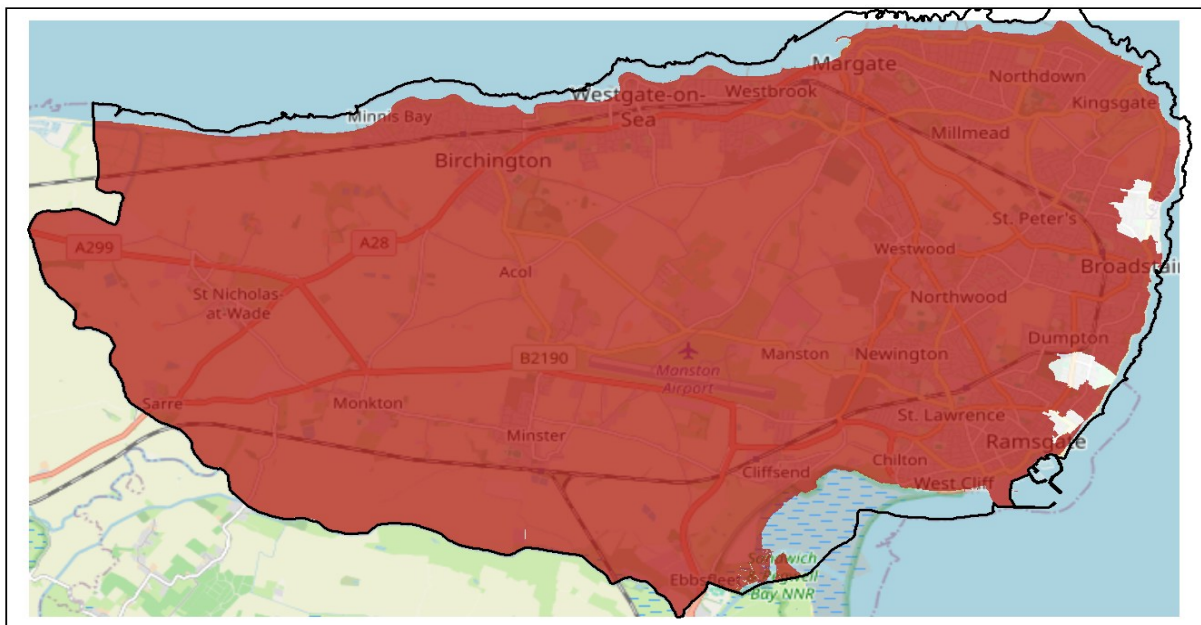 Margate
Northdown
Westgate-on-
Sea
Westbrook
Kingsgate
Minnis Bay
Millmead
Birchington
St. Peter's
A299
A28
Westwood
Broadstair
Acol
St Nicholas-
at-Wade
Northwood
Dumpton
B2190
Manston
Newington
Manston
Airport
Sarre
Monkton
St. Lawrence
Minster
Ramsgate
Cliffsend
Chilton
West Cliff
Ebbsfleet
Sandwich
Bay NNR